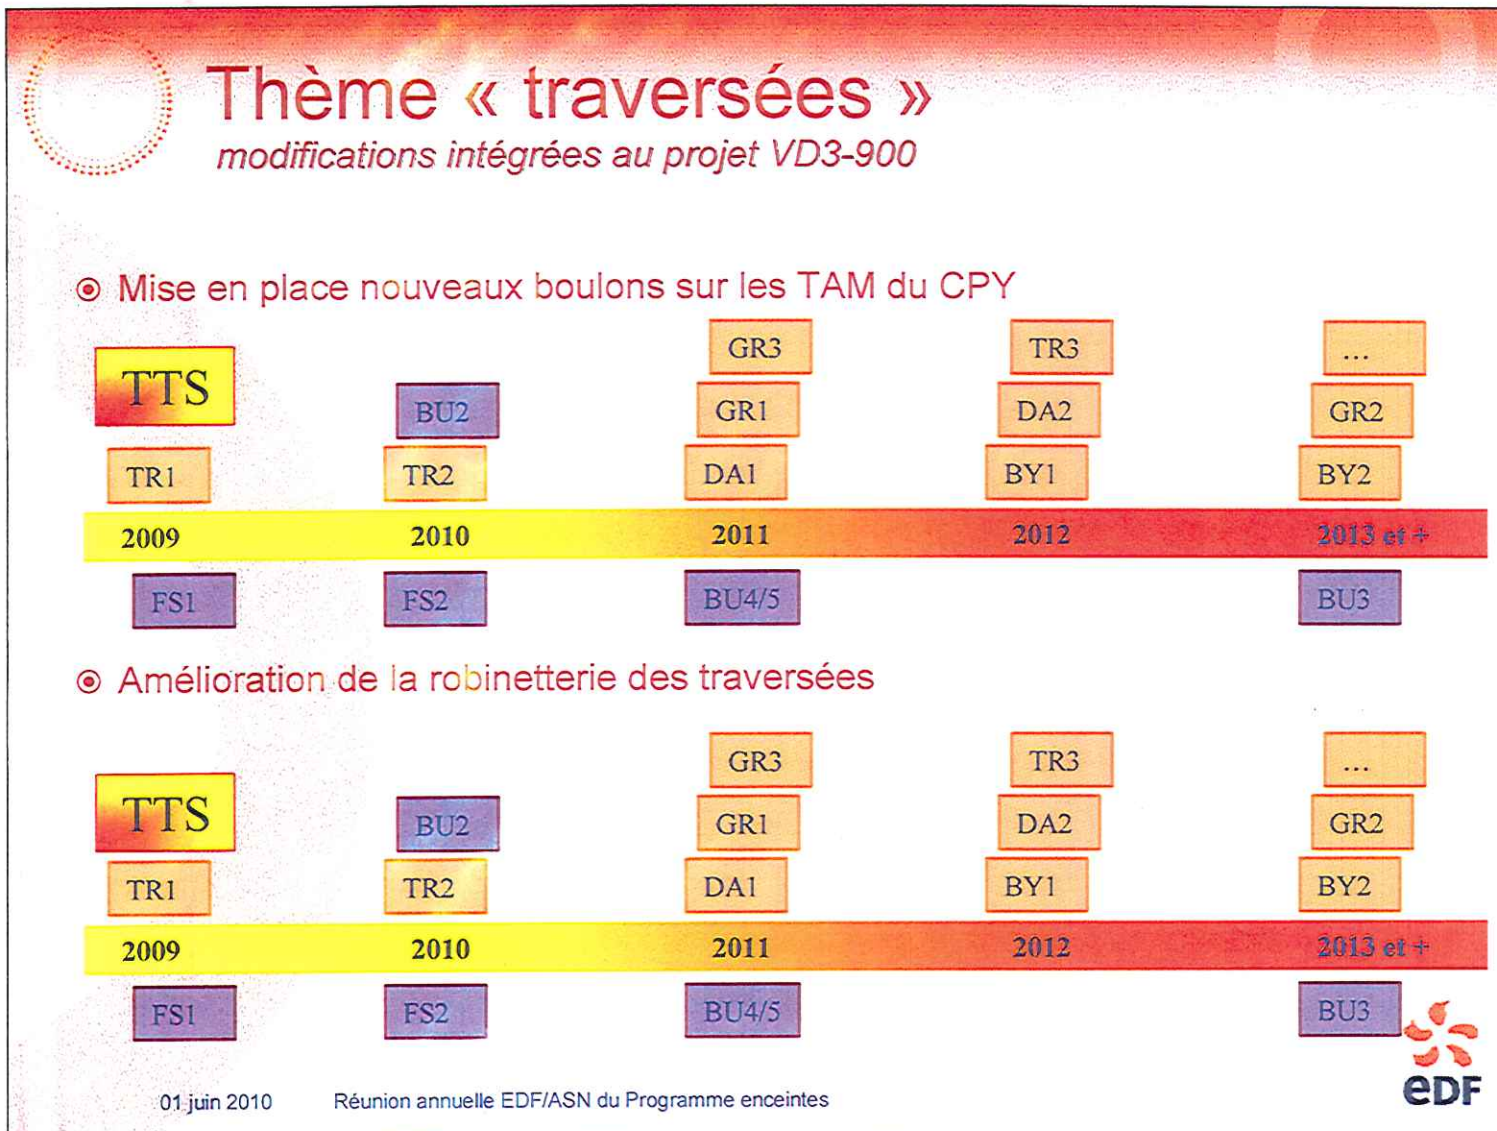 Thème « traversées »
modifications intégrées au projet VD3-900
Mise en place nouveaux boulons sur les TAM du CPY
GR3 TR3 ...
TTS BU2 GR1 DA2 GR2
TR1 TR2 DA1 BY1 BY2
2009 2010 2011 2012 2013 et +
FS1 FS2 BU4/5 BU3
Amélioration de la robinetterie des traversées
GR3 TR3 ...
TTS BU2 GR1 DA2 GR2
TR1 TR2 DA1 BY1 BY2
2009 2010 2011 2012 2013 et +
FS1 FS2 BU4/5 BU3
01 juin 2010 Réunion annuelle EDF/ASN du Programme enceintes
eDF